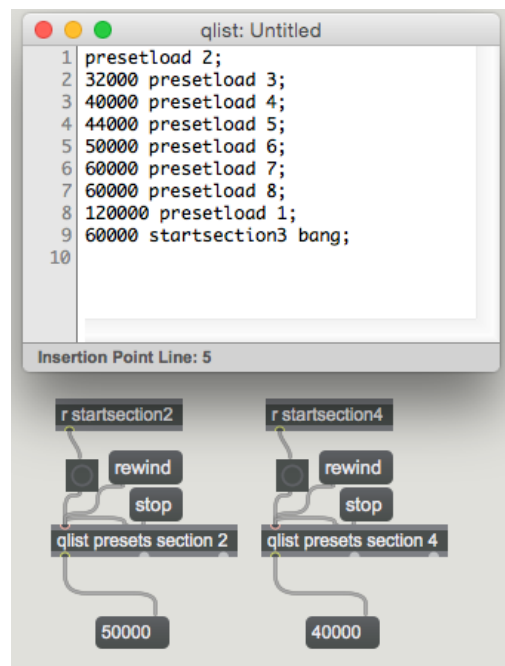 qlist: Untitled
1 presetload 2;
2 32000 presetload 3;
3 40000 presetload 4;
4 44000 presetload 5;
5 50000 presetload 6;
6 60000 presetload 7;
7 60000 presetload 8;
8 120000 presetload 1;
9 60000 startsection3 bang;
10
Insertion Point Line: 5
r startsection2
r startsection4
rewind
rewind
stop
stop
qlist presets section 2
qlist presets section 4
50000
40000